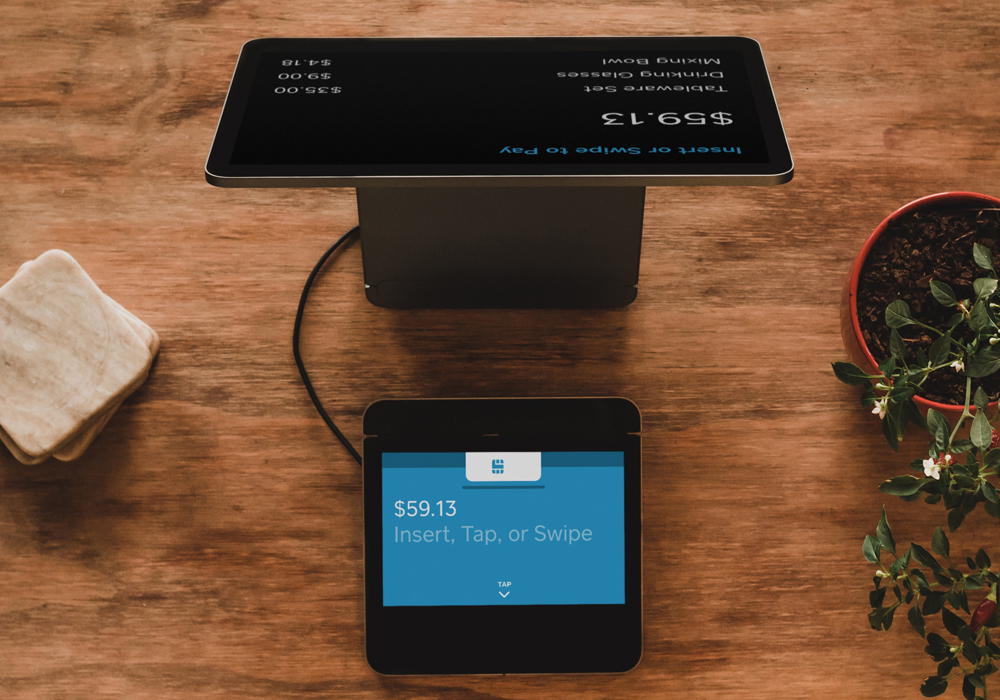 Insert or Swipe to Pay
$59.13
Tableware Set $35.00
Drinking Glasses $9.00
Mixing Bowl $4.18
$59.13
Insert, Tap, or Swipe
TAP